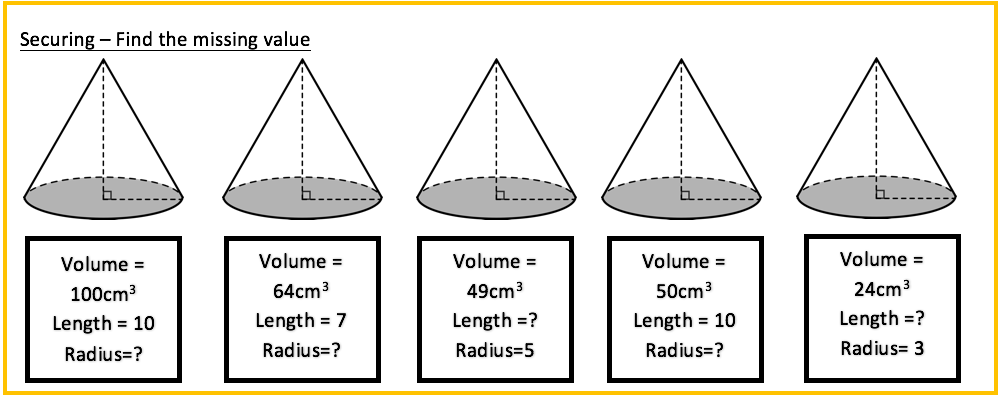 Securing – Find the missing value
Volume =
100cm³
Length = 10
Radius=?
Volume =
64cm³
Length = 7
Radius=?
Volume =
49cm³
Length =?
Radius=5
Volume =
50cm³
Length = 10
Radius=?
Volume =
24cm³
Length =?
Radius= 3